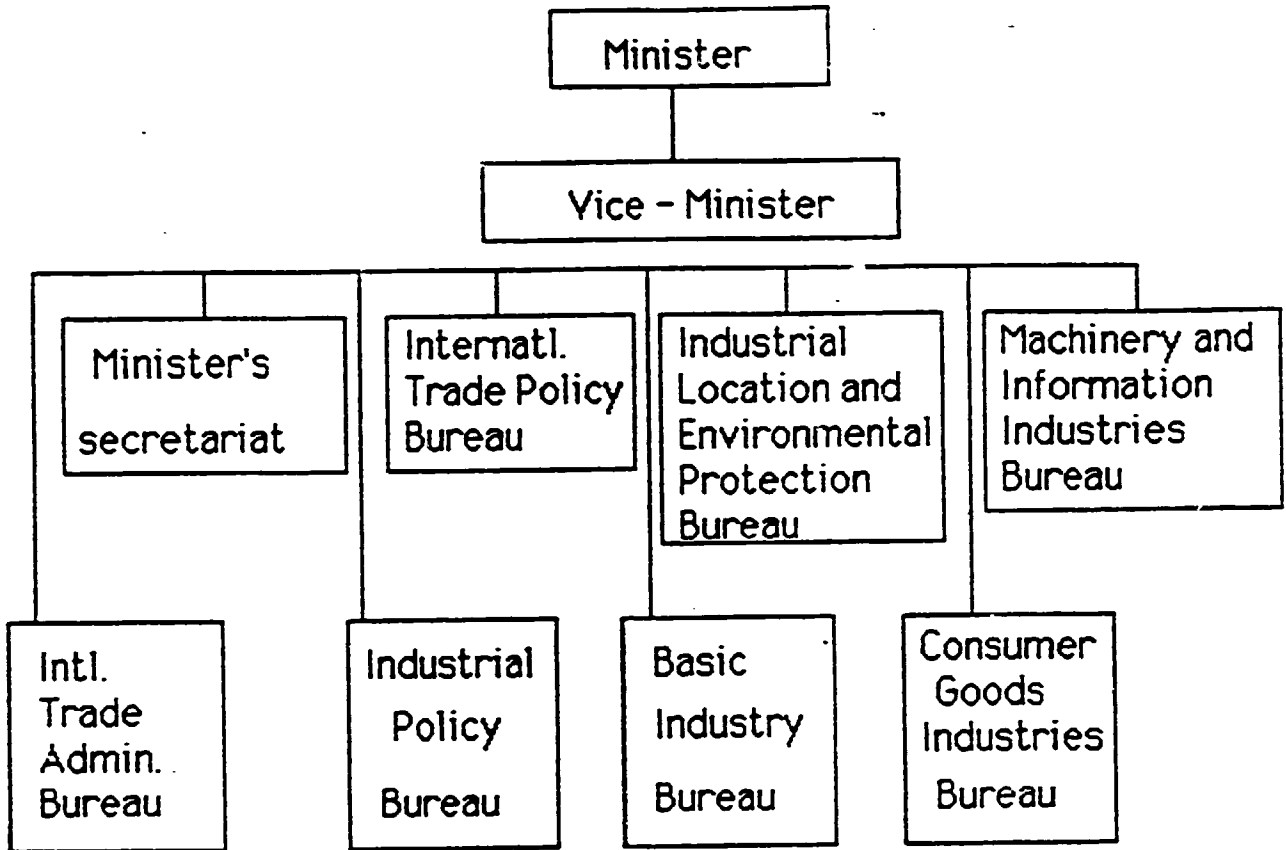 Minister
Vice - Minister
Minister's
secretariat
Internatl.
Trade Policy
Bureau
Industrial
Location and
Environmental
Protection
Bureau
Machinery and
Information
Industries
Bureau
Intl.
Trade
Admin.
Bureau
Industrial
Policy
Bureau
Basic
Industry
Bureau
Consumer
Goods
Industries
Bureau